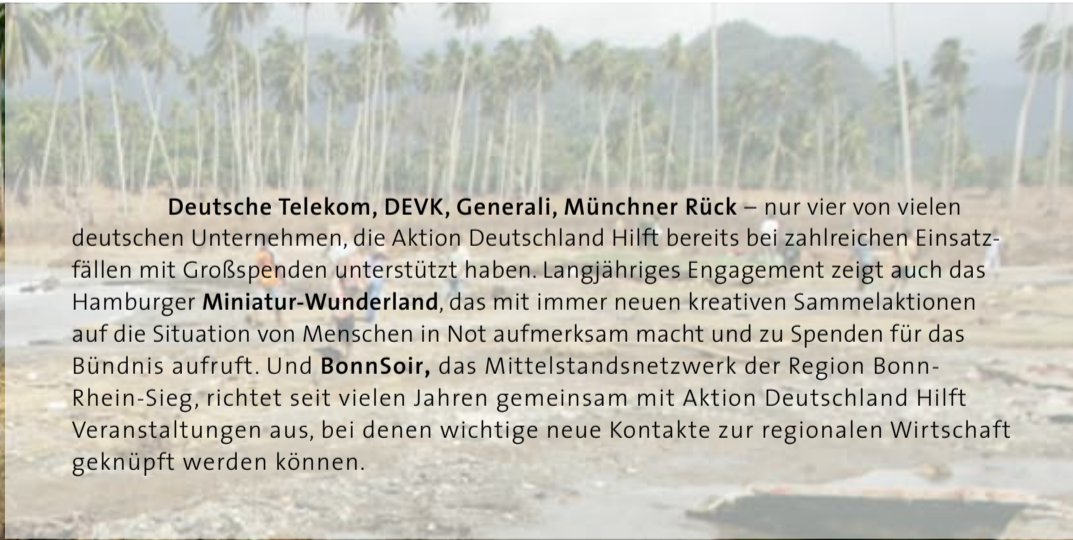 Deutsche Telekom, DEVK, Generali, Münchner Rück – nur vier von vielen
deutschen Unternehmen, die Aktion Deutschland Hilft bereits bei zahlreichen Einsatz-
fällen mit Großspenden unterstützt haben. Langjähriges Engagement zeigt auch das
Hamburger Miniatur-Wunderland, das mit immer neuen kreativen Sammelaktionen
auf die Situation von Menschen in Not aufmerksam macht und zu Spenden für das
Bündnis aufruft. Und BonnSoir, das Mittelstandsnetzwerk der Region Bonn-
Rhein-Sieg, richtet seit vielen Jahren gemeinsam mit Aktion Deutschland Hilft
Veranstaltungen aus, bei denen wichtige neue Kontakte zur regionalen Wirtschaft
geknüpft werden können.